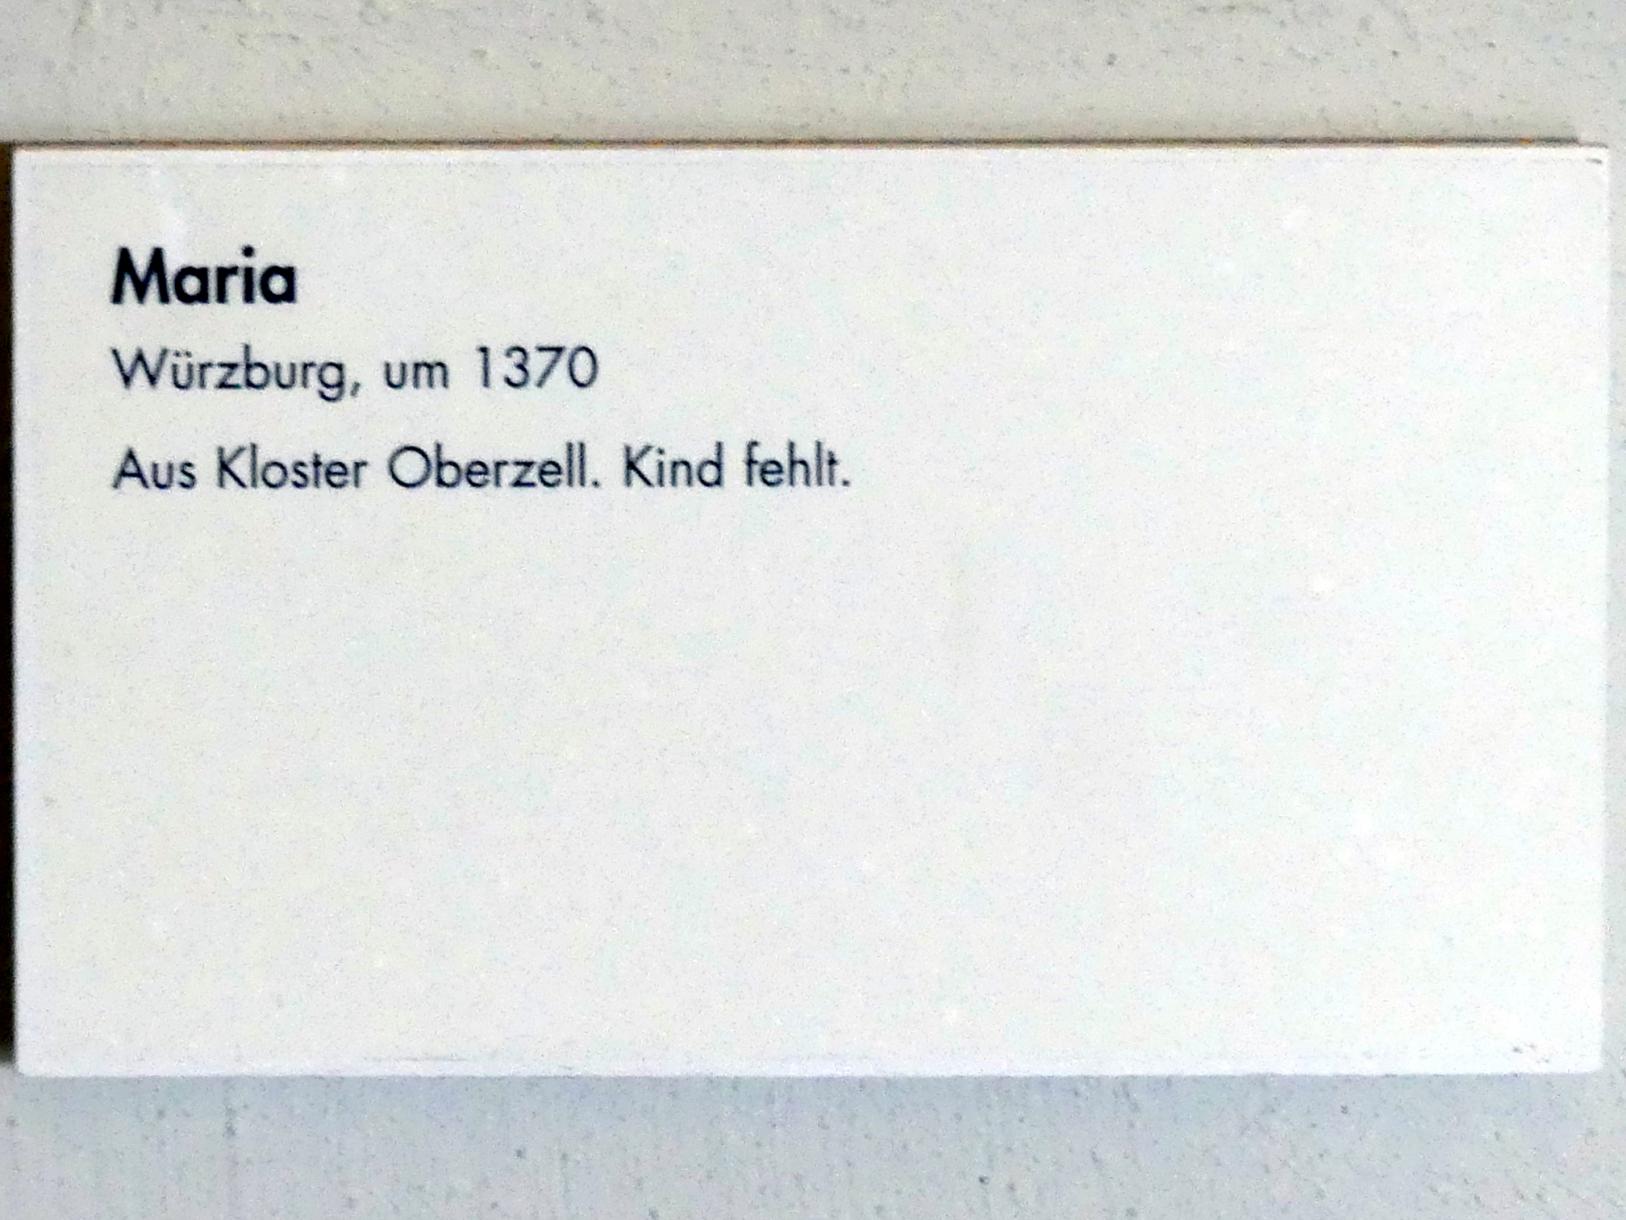 Maria
Würzburg, um 1370
Aus Kloster Oberzell. Kind fehlt.